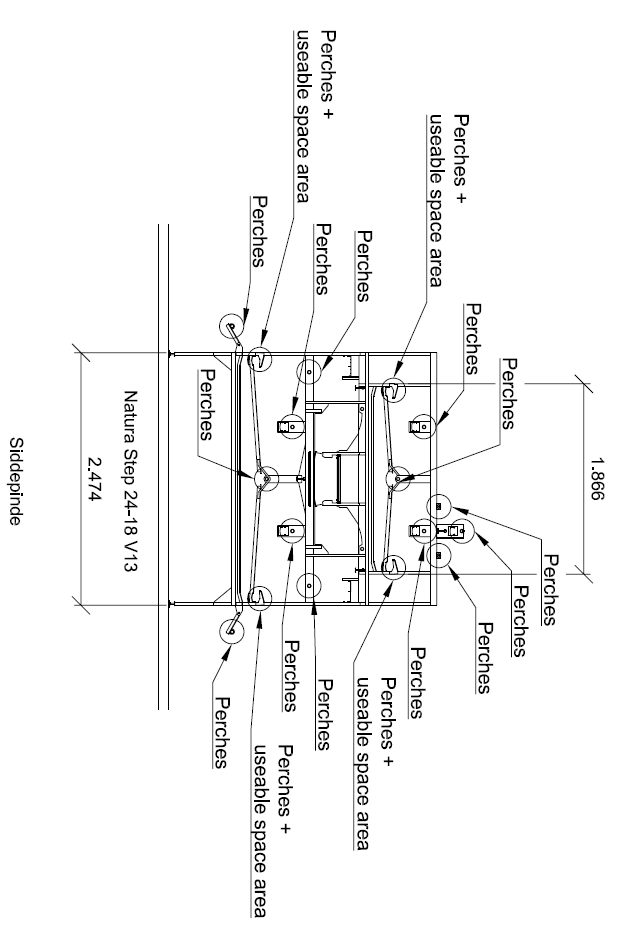 1.866
Perches
Perches
Perches
Perches
Perches
Perches +
useable space area
Perches
Perches +
useable space area
Perches
Perches +
useable space area
Perches
Perches
Perches
Perches +
useable space area
Perches
Perches
Perches
Natura Step 24-18 V13
2.474
Siddepinde